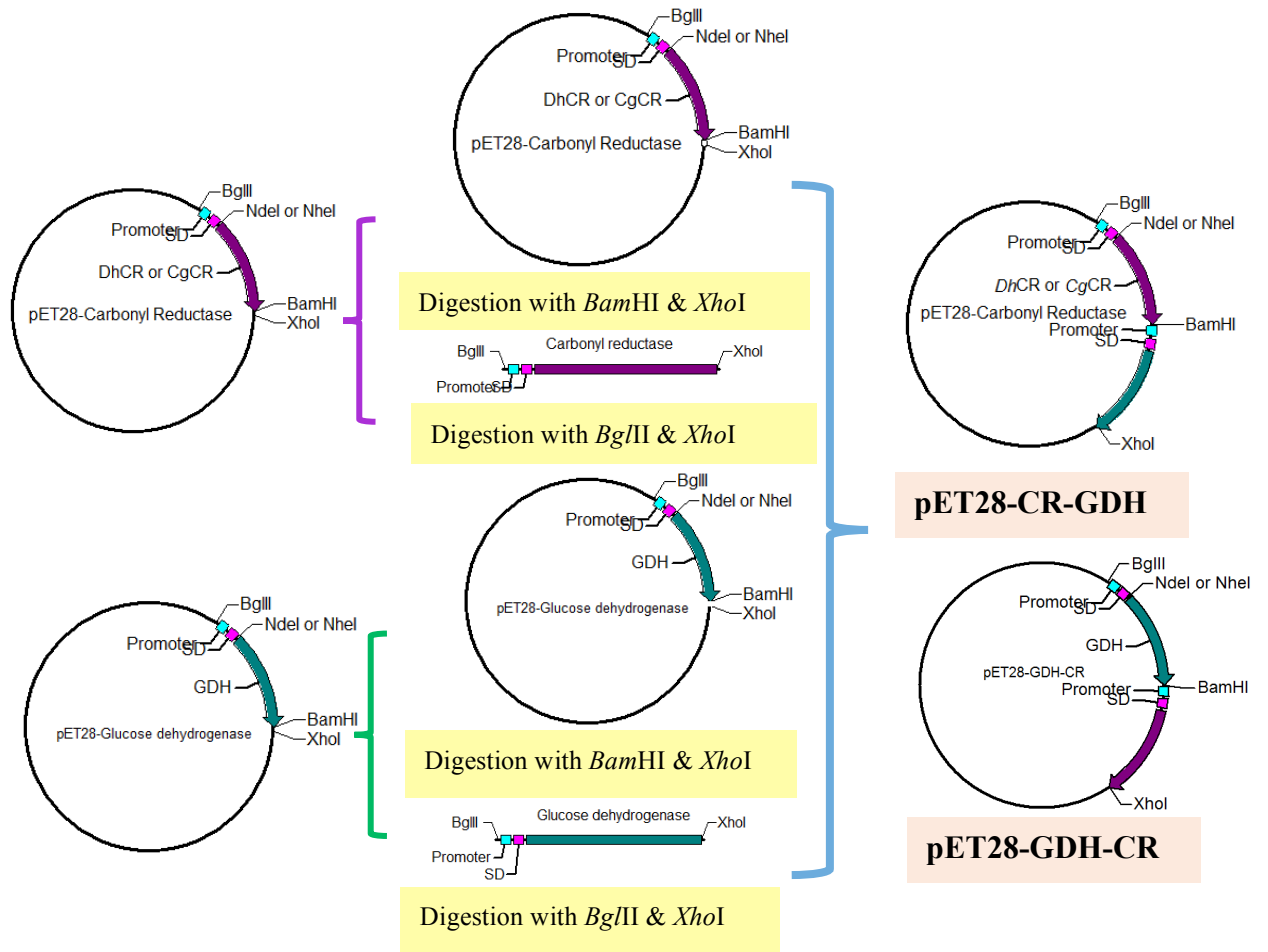 BglII
NdeI or NheI
Promoter
SD
DhCR or CgCR
pET28-Carbonyl Reductase
BamHI
XhoI
BglII
NdeI or NheI
Promoter
SD
DhCR or CgCR
pET28-Carbonyl Reductase
BamHI
XhoI
Digestion with BamHI & XhoI
Carbonyl reductase
BglII
XhoI
Promoter
SD
Digestion with BglII & XhoI
BglII
NdeI or NheI
Promoter
SD
GDH
pET28-Glucose dehydrogenase
BamHI
XhoI
BglII
NdeI or NheI
Promoter
SD
GDH
pET28-Glucose dehydrogenase
BamHI
XhoI
Digestion with BamHI & XhoI
Glucose dehydrogenase
BglII
XhoI
Promoter
SD
Digestion with BglII & XhoI
BglII
NdeI or NheI
Promoter
SD
DhCR or CgCR
pET28-Carbonyl Reductase
Promoter
BamHI
SD
XhoI
pET28-CR-GDH
BglII
NdeI or NheI
Promoter
SD
GDH
pET28-GDH-CR
Promoter
BamHI
SD
XhoI
pET28-GDH-CR